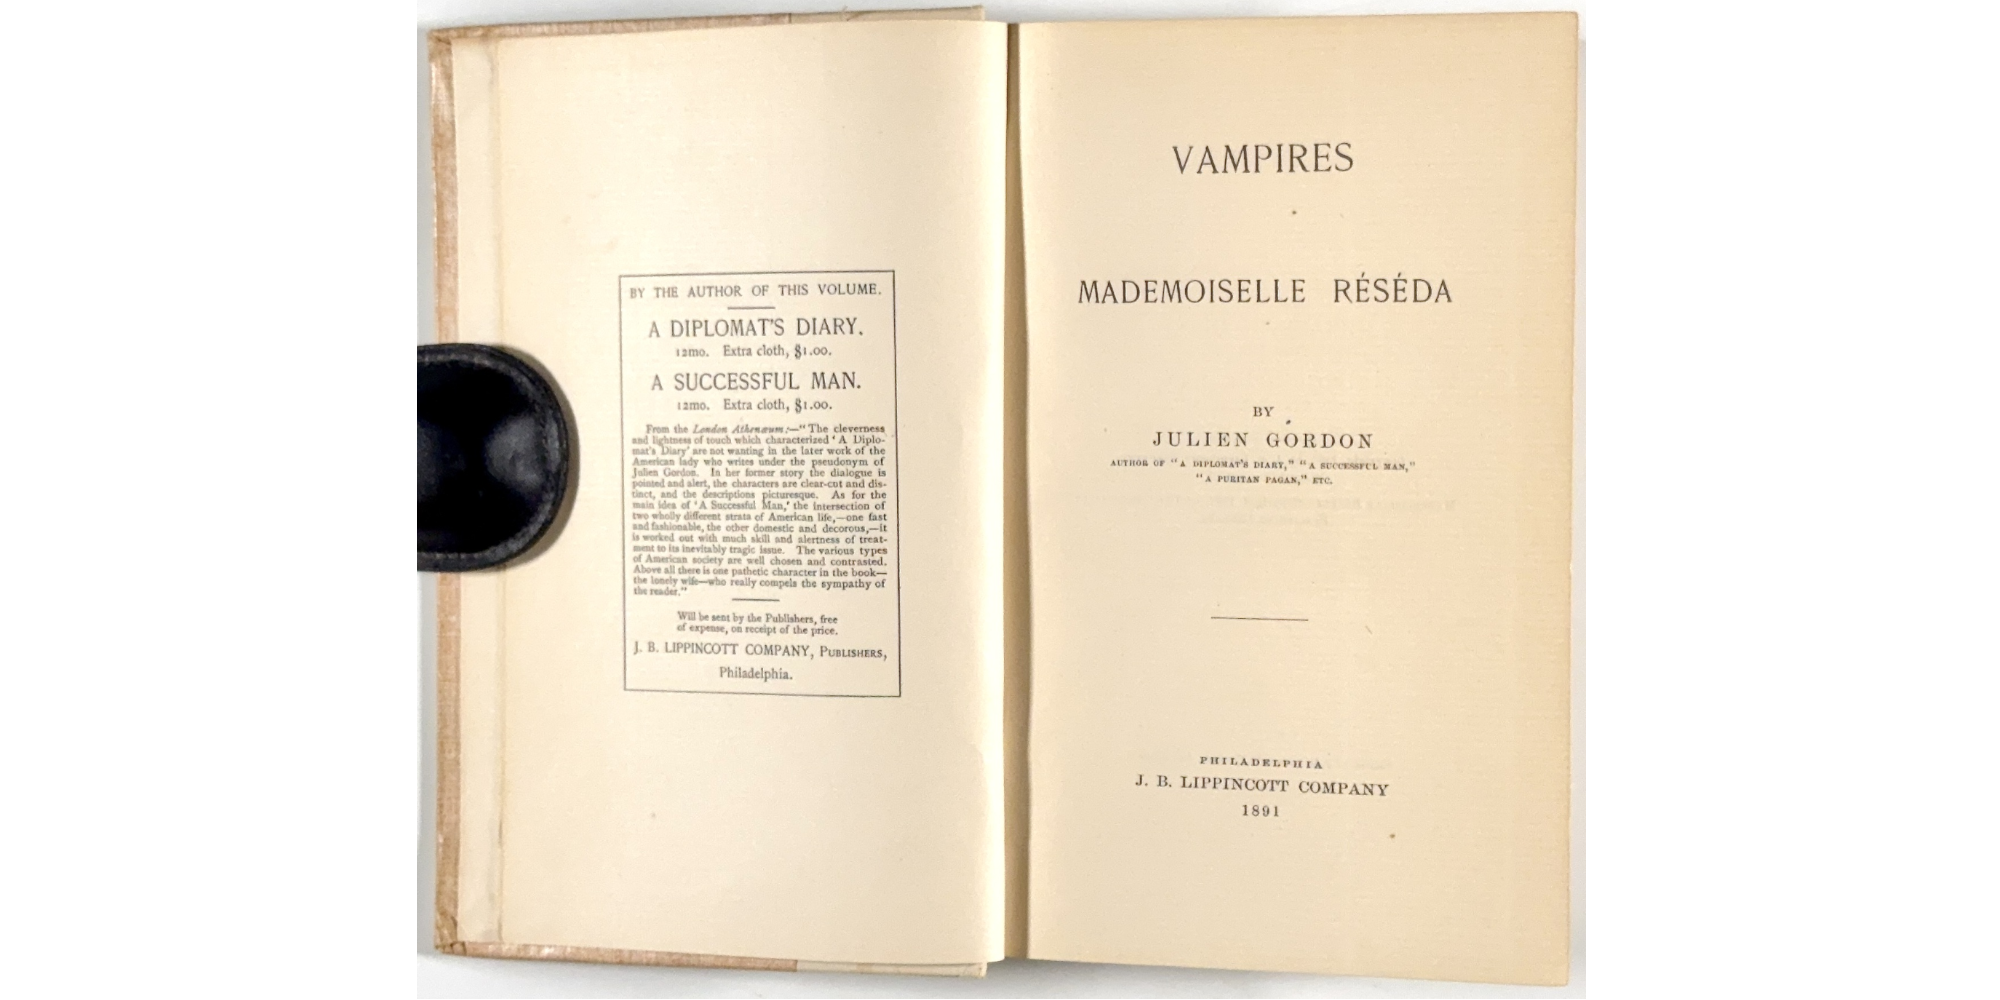 BY THE AUTHOR OF THIS VOLUME.
A DIPLOMAT'S DIARY.
12mo. Extra cloth, $1.00.
A SUCCESSFUL MAN.
12mo. Extra cloth, $1.00.
From the London Athenæum:—"The cleverness
and lightness of touch which characterized 'A Diplo-
mat's Diary' are not wanting in the later work of the
American lady who writes under the pseudonym of
Julien Gordon. In her former story the dialogue is
pointed and alert, the characters are clear-cut and dis-
tinct, and the descriptions picturesque. As for the
main idea of 'A Successful Man,' the intersection of
two wholly different strata of American life,—one fast
and fashionable, the other domestic and decorous,—it
is worked out with much skill and alertness of treat-
ment to its inevitably tragic issue. The various types
of American society are well chosen and contrasted.
Above all there is one pathetic character in the book—
the lonely wife—who really compels the sympathy of
the reader."
Will be sent by the Publishers, free
of expense, on receipt of the price.
J. B. LIPPINCOTT COMPANY, PUBLISHERS,
Philadelphia.
VAMPIRES
MADEMOISELLE RÉSÉDA
BY
JULIEN GORDON
AUTHOR OF "A DIPLOMAT'S DIARY," "A SUCCESSFUL MAN,"
"A PURITAN PAGAN," ETC.
PHILADELPHIA
J. B. LIPPINCOTT COMPANY
1891